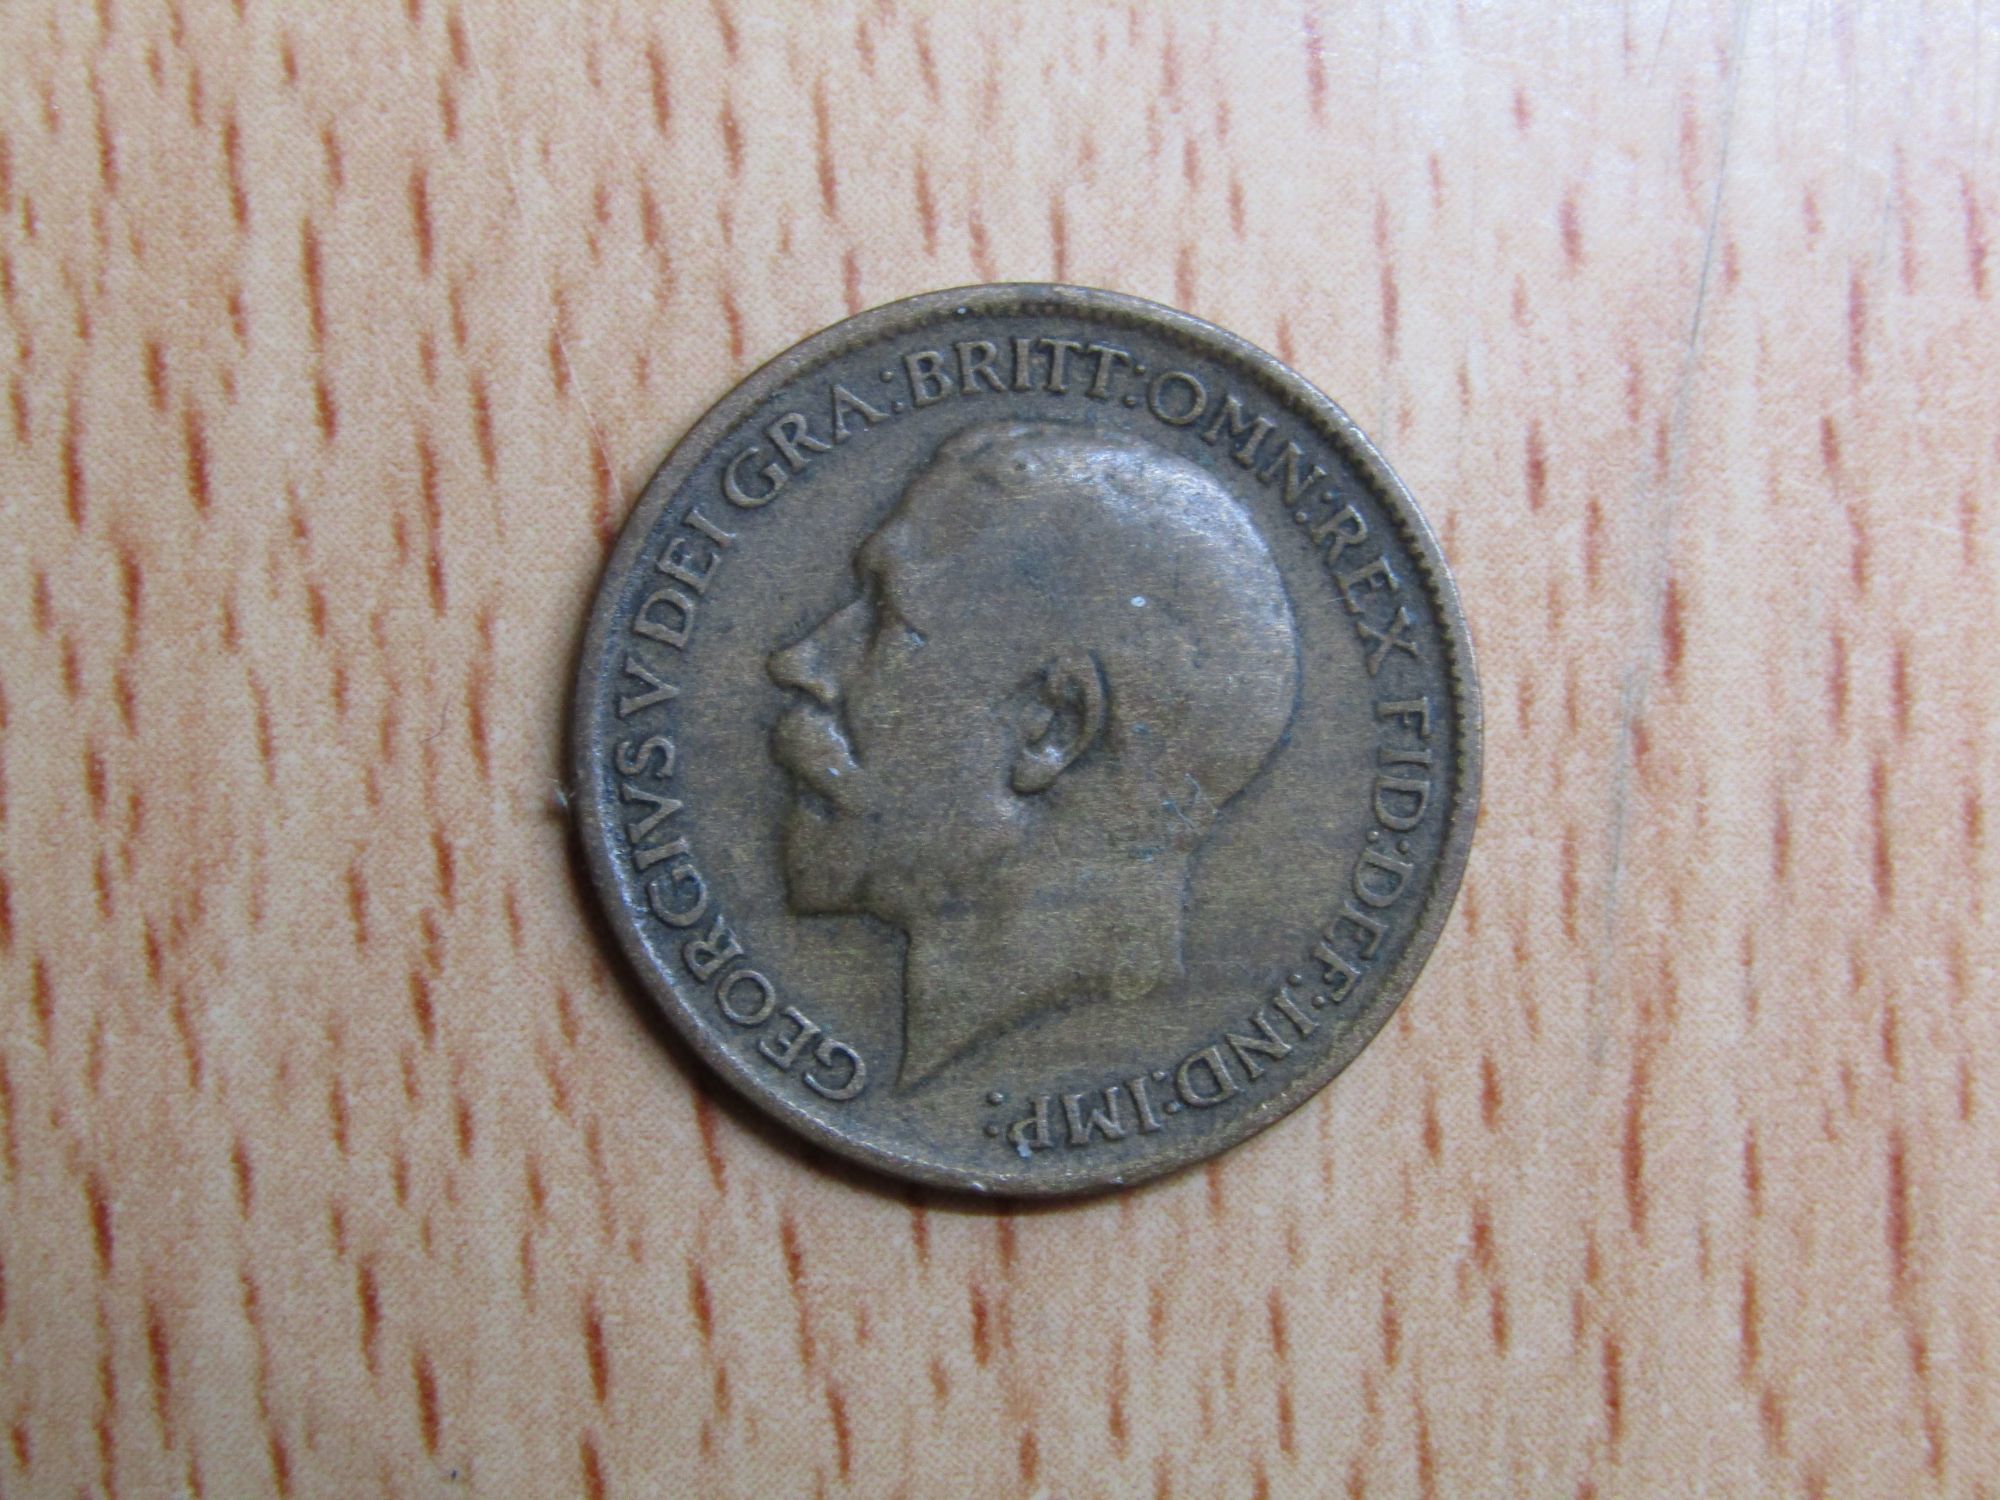 GEORGIVS V DEI GRA: BRITT: OMN: REX FID: DEF: IND: IMP: